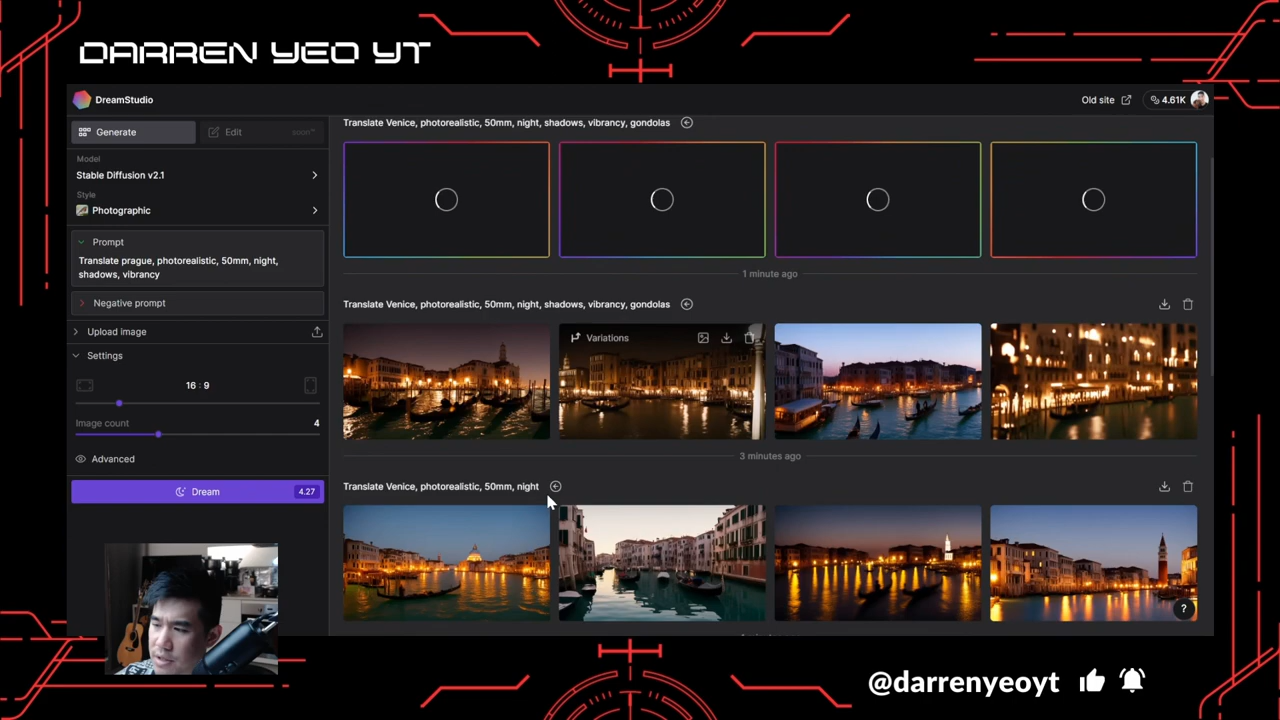 DARREN YEO YT
DreamStudio
Old site
4.61K
Generate
Edit
soon™
Model
Stable Diffusion v2.1
Style
Photographic
Prompt
Translate prague, photorealistic, 50mm, night,
shadows, vibrancy
Negative prompt
Upload image
Settings
16 : 9
Image count
4
Advanced
Dream
4.27
Translate Venice, photorealistic, 50mm, night, shadows, vibrancy, gondolas
1 minute ago
Translate Venice, photorealistic, 50mm, night, shadows, vibrancy, gondolas
Variations
3 minutes ago
Translate Venice, photorealistic, 50mm, night
?
@darrenyeoyt